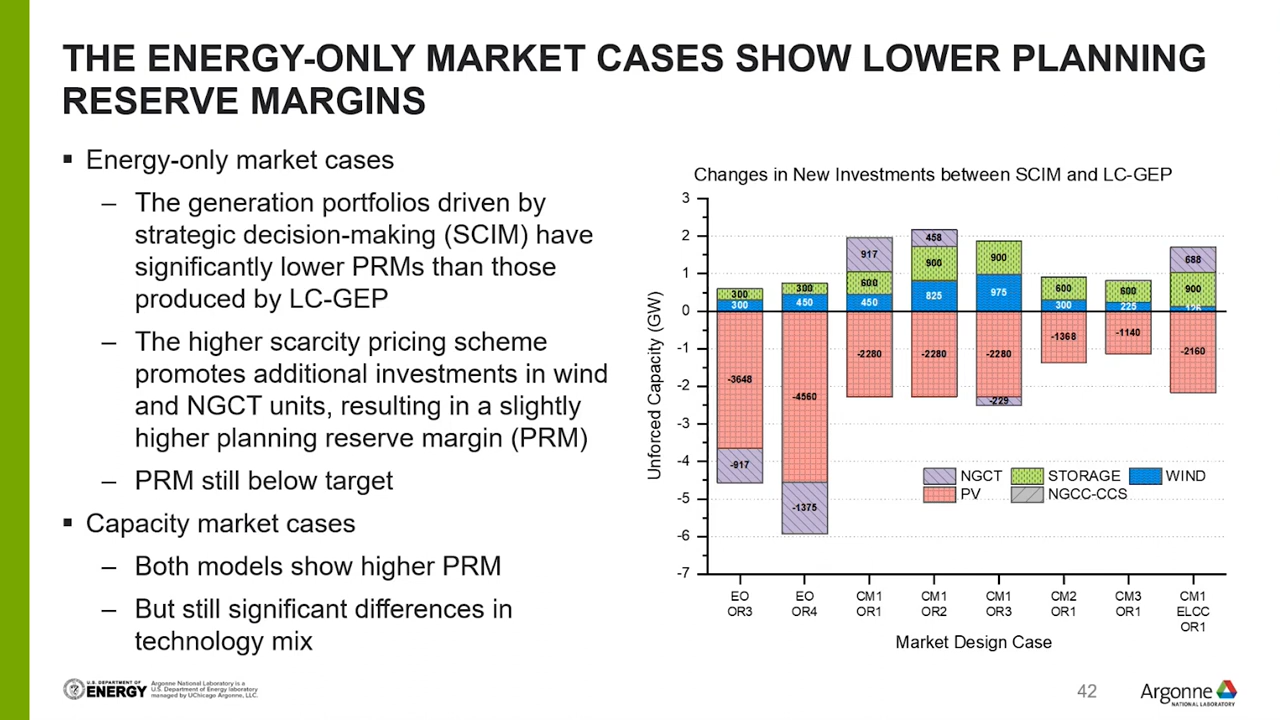 THE ENERGY-ONLY MARKET CASES SHOW LOWER PLANNING
RESERVE MARGINS
▪ Energy-only market cases
– The generation portfolios driven by
strategic decision-making (SCIM) have
significantly lower PRMs than those
produced by LC-GEP
– The higher scarcity pricing scheme
promotes additional investments in wind
and NGCT units, resulting in a slightly
higher planning reserve margin (PRM)
– PRM still below target
▪ Capacity market cases
– Both models show higher PRM
– But still significant differences in
technology mix
Changes in New Investments between SCIM and LC-GEP
Unforced Capacity (GW)
3
2
1
0
-1
-2
-3
-4
-5
-6
-7
300
300
-3648
-917
300
450
-4560
-1375
917
600
450
-2280
458
900
825
-2280
900
975
-2280
-229
600
300
-1368
600
225
-1140
688
900
-2160
NGCT STORAGE WIND
PV NGCC-CCS
EO
OR3
EO
OR4
CM1
OR1
CM1
OR2
CM1
OR3
CM2
OR1
CM3
OR1
CM1
ELCC
OR1
Market Design Case
U.S. DEPARTMENT OF
ENERGY
Argonne National Laboratory is a
U.S. Department of Energy laboratory
managed by UChicago Argonne, LLC.
42
Argonne
NATIONAL LABORATORY